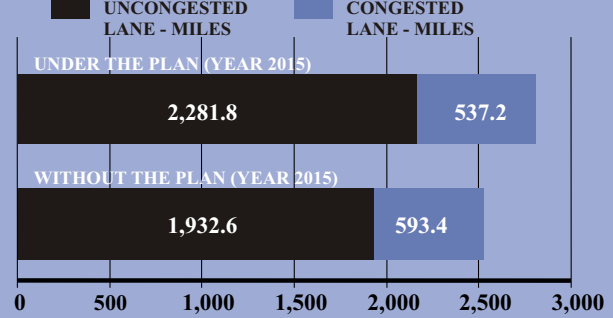 UNCONGESTED
LANE - MILES
CONGESTED
LANE - MILES
UNDER THE PLAN (YEAR 2015)
2,281.8 537.2
WITHOUT THE PLAN (YEAR 2015)
1,932.6 593.4
0 500 1,000 1,500 2,000 2,500 3,000